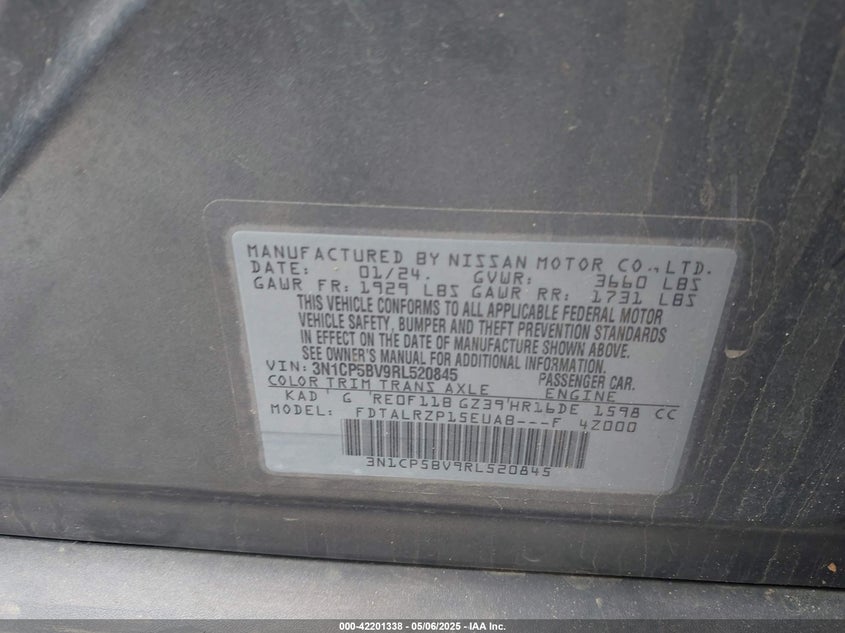 MANUFACTURED BY NISSAN MOTOR CO., LTD.
DATE: 01/24. GVWR: 3660 LBS
GAWR FR: 1929 LBS GAWR RR: 1731 LBS
THIS VEHICLE CONFORMS TO ALL APPLICABLE FEDERAL MOTOR
VEHICLE SAFETY, BUMPER AND THEFT PREVENTION STANDARDS
IN EFFECT ON THE DATE OF MANUFACTURE SHOWN ABOVE.
SEE OWNER'S MANUAL FOR ADDITIONAL INFORMATION.
VIN: 3N1CP5BV9RL520845 PASSENGER CAR.
COLOR TRIM TRANS AXLE ENGINE
KAD G RE0F11B GZ39 HR16DE 1598 CC
MODEL: FDTALRZP15EUAB---F 4Z000
3N1CP5BV9RL520845
000-42201338 - 05/06/2025 - IAA Inc.